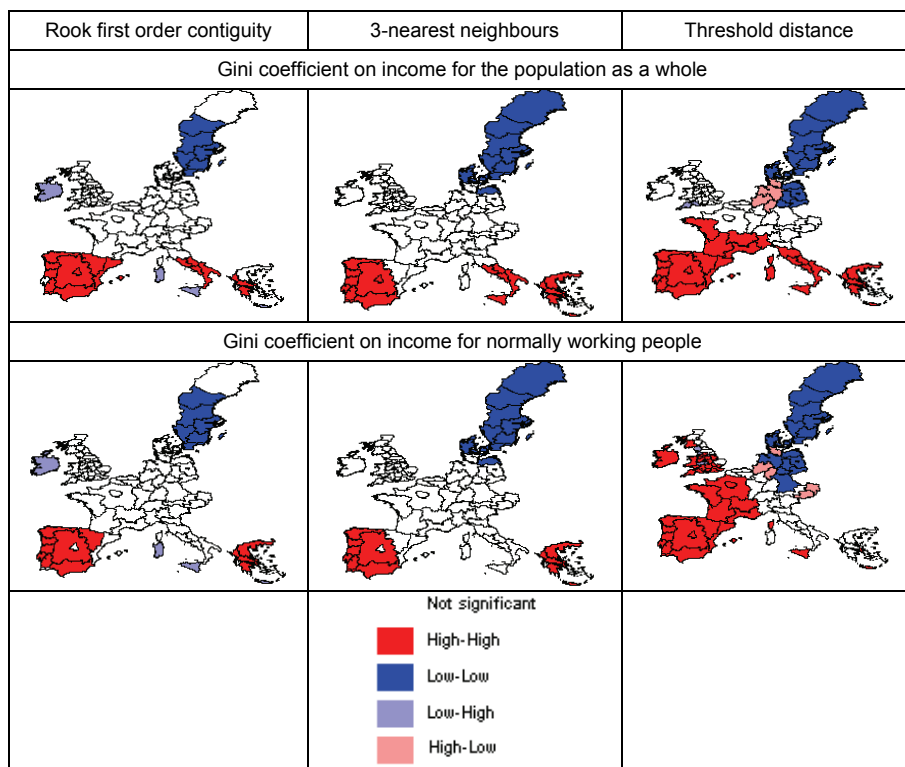 Rook first order contiguity
3-nearest neighbours
Threshold distance
Gini coefficient on income for the population as a whole
Gini coefficient on income for normally working people
Not significant
High-High
Low-Low
Low-High
High-Low